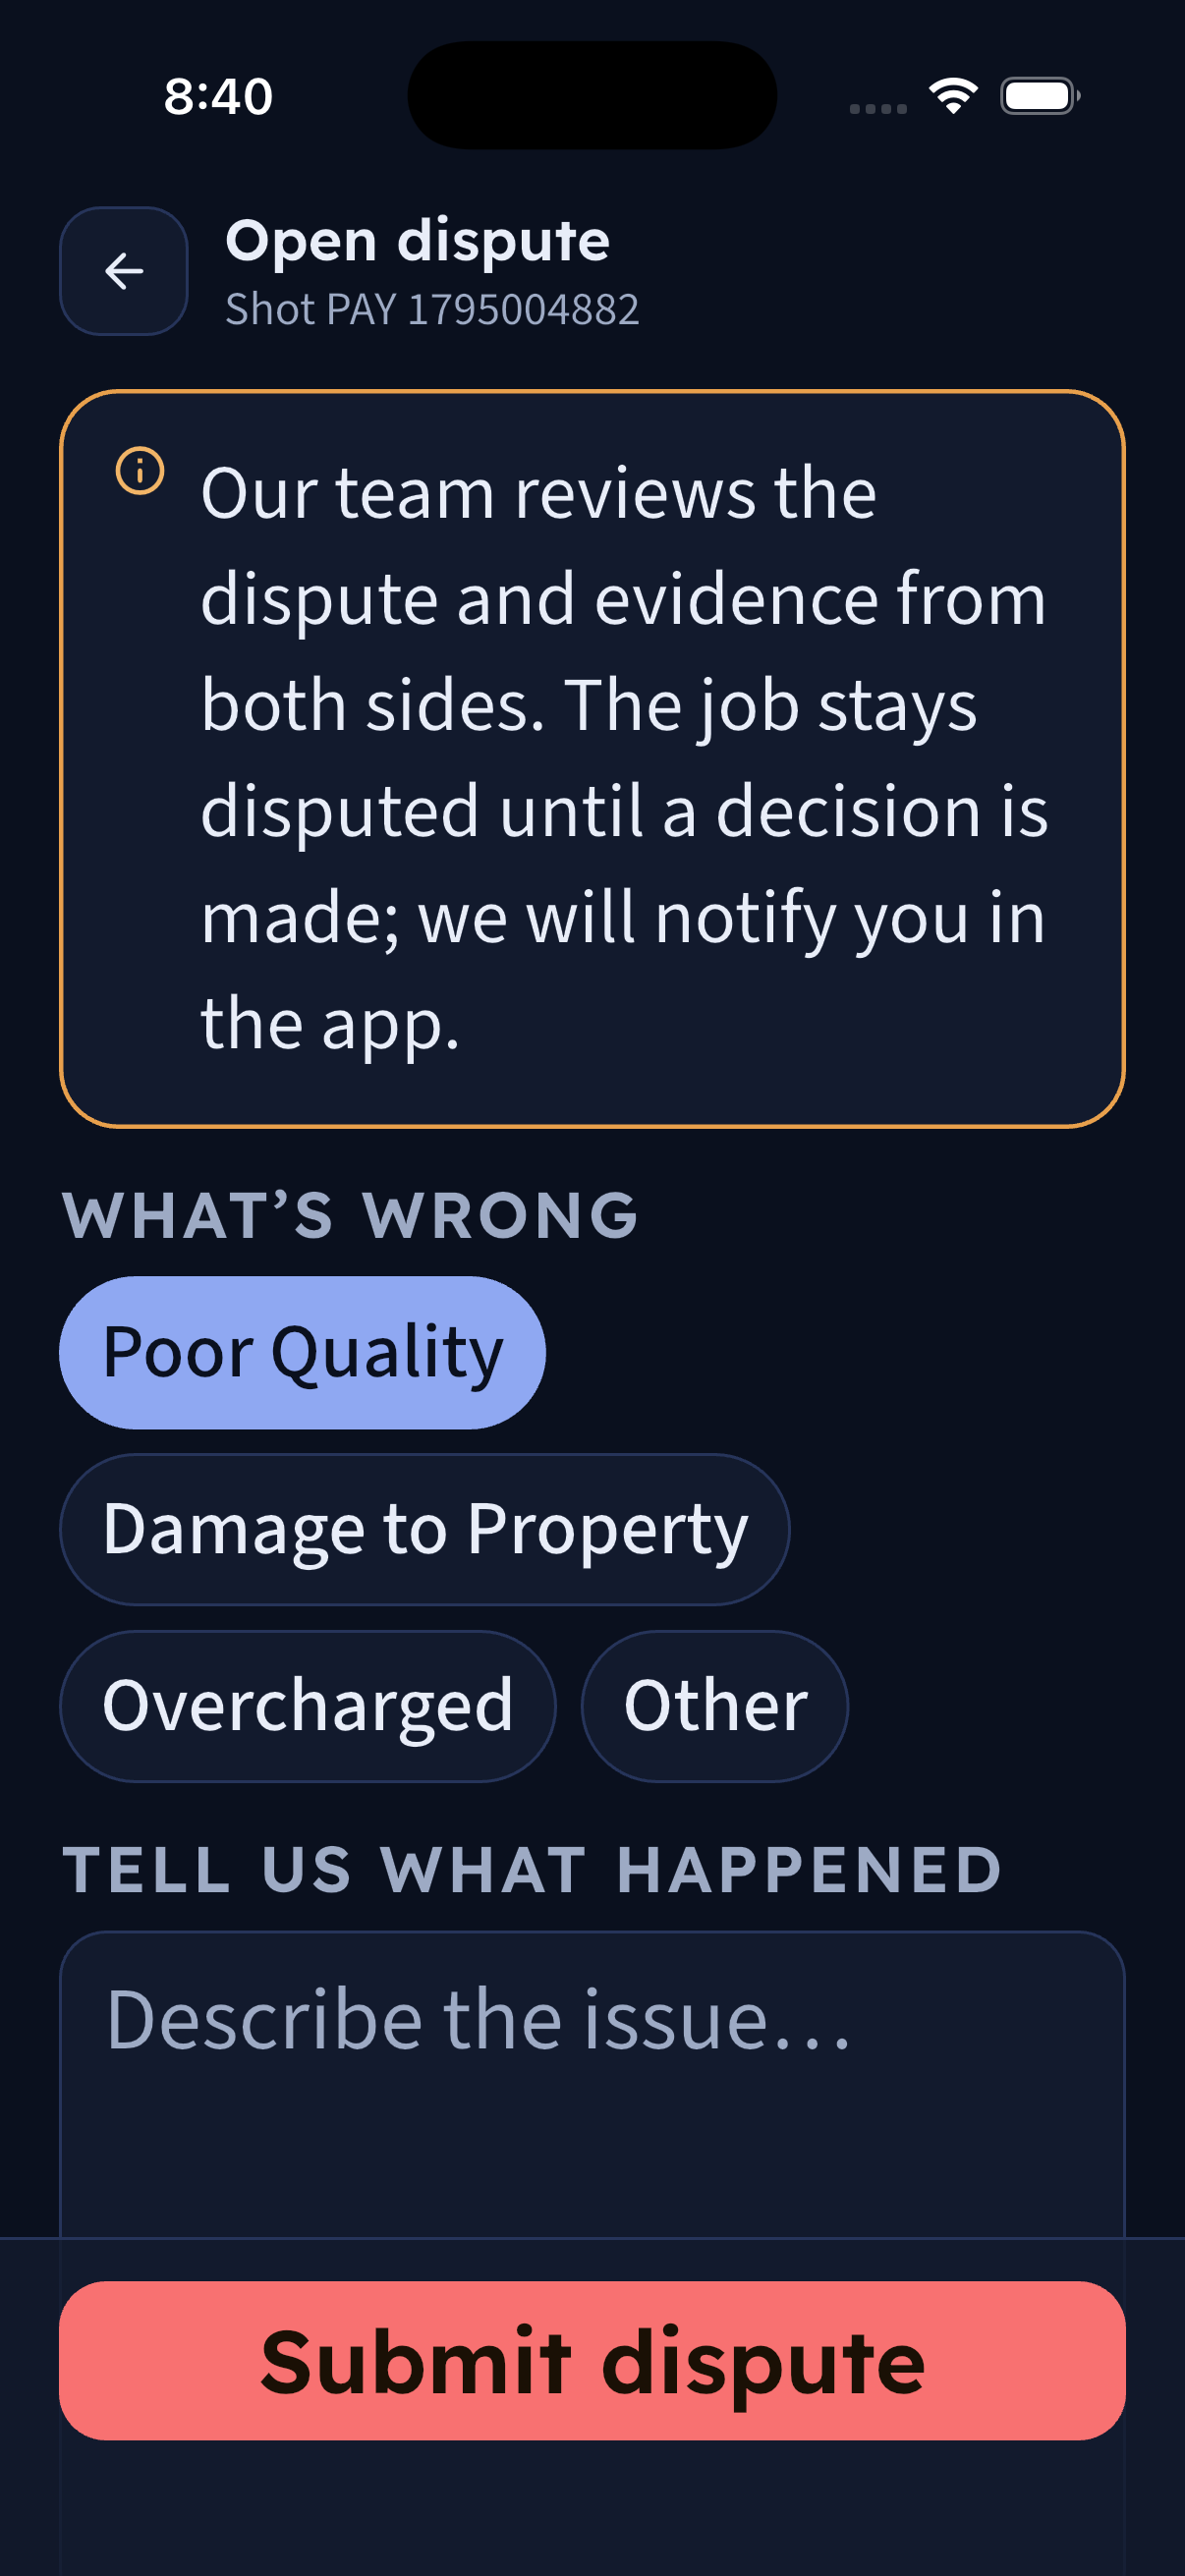 8:40
Open dispute
Shot PAY 1795004882
Our team reviews the
dispute and evidence from
both sides. The job stays
disputed until a decision is
made; we will notify you in
the app.
WHAT’S WRONG
Poor Quality
Damage to Property
Overcharged Other
TELL US WHAT HAPPENED
Describe the issue…
Submit dispute